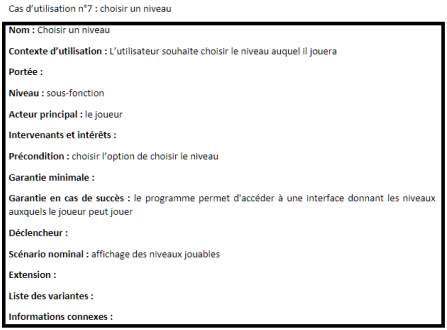 Cas d'utilisation n°7 : choisir un niveau
Nom : Choisir un niveau
Contexte d'utilisation : L'utilisateur souhaite choisir le niveau auquel il jouera
Portée :
Niveau : sous-fonction
Acteur principal : le joueur
Intervenants et intérêts :
Précondition : choisir l'option de choisir le niveau
Garantie minimale :
Garantie en cas de succès : le programme permet d'accéder à une interface donnant les niveaux
auxquels le joueur peut jouer
Déclencheur :
Scénario nominal : affichage des niveaux jouables
Extension :
Liste des variantes :
Informations connexes :